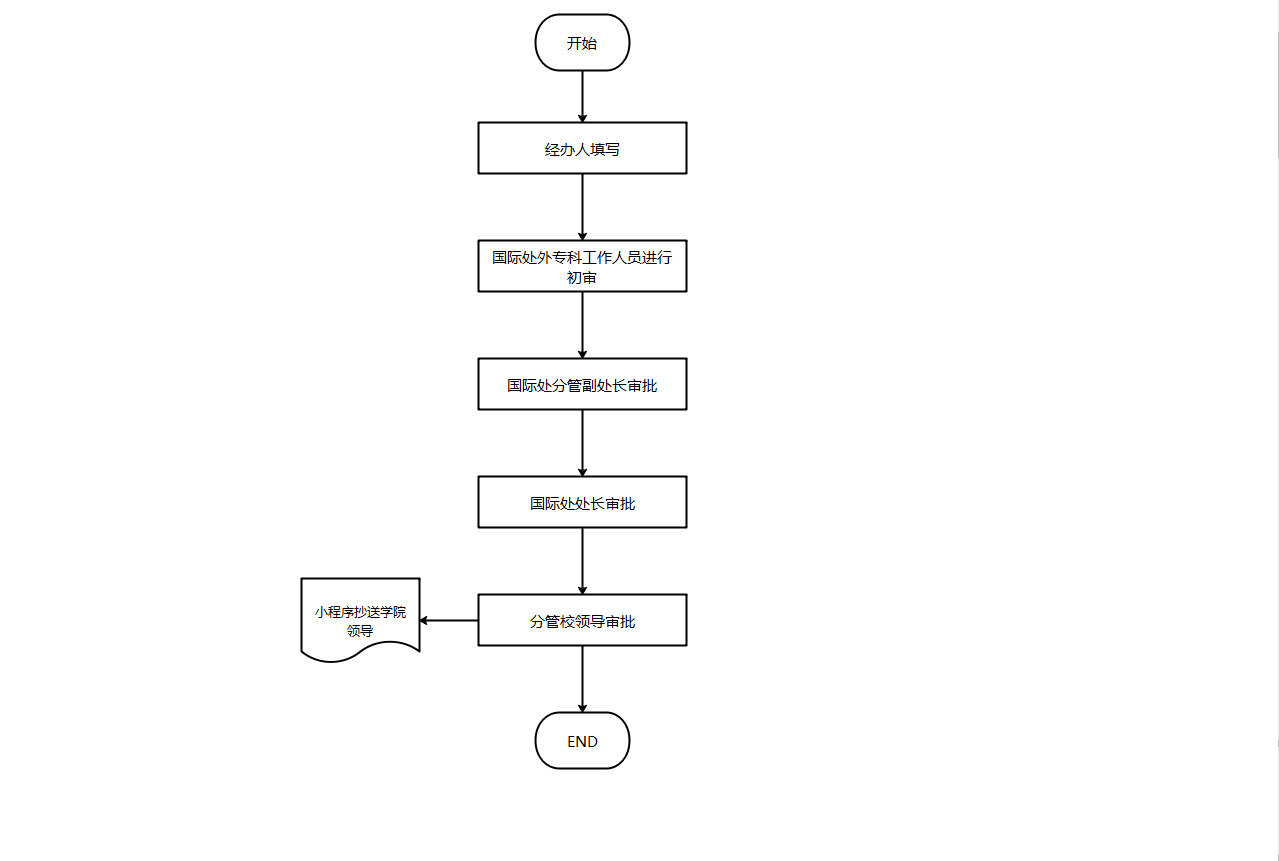 开始
经办人填写
国际处外专科工作人员进行
初审
国际处分管副处长审批
国际处处长审批
小程序抄送学院
领导
分管校领导审批
END